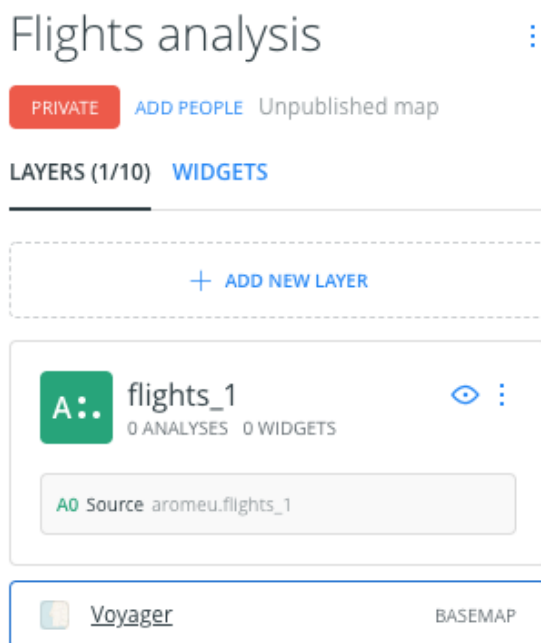 Flights analysis
PRIVATE ADD PEOPLE Unpublished map
LAYERS (1/10) WIDGETS
+ ADD NEW LAYER
A flights_1
0 ANALYSES 0 WIDGETS
A0 Source aromeu.flights_1
Voyager BASEMAP